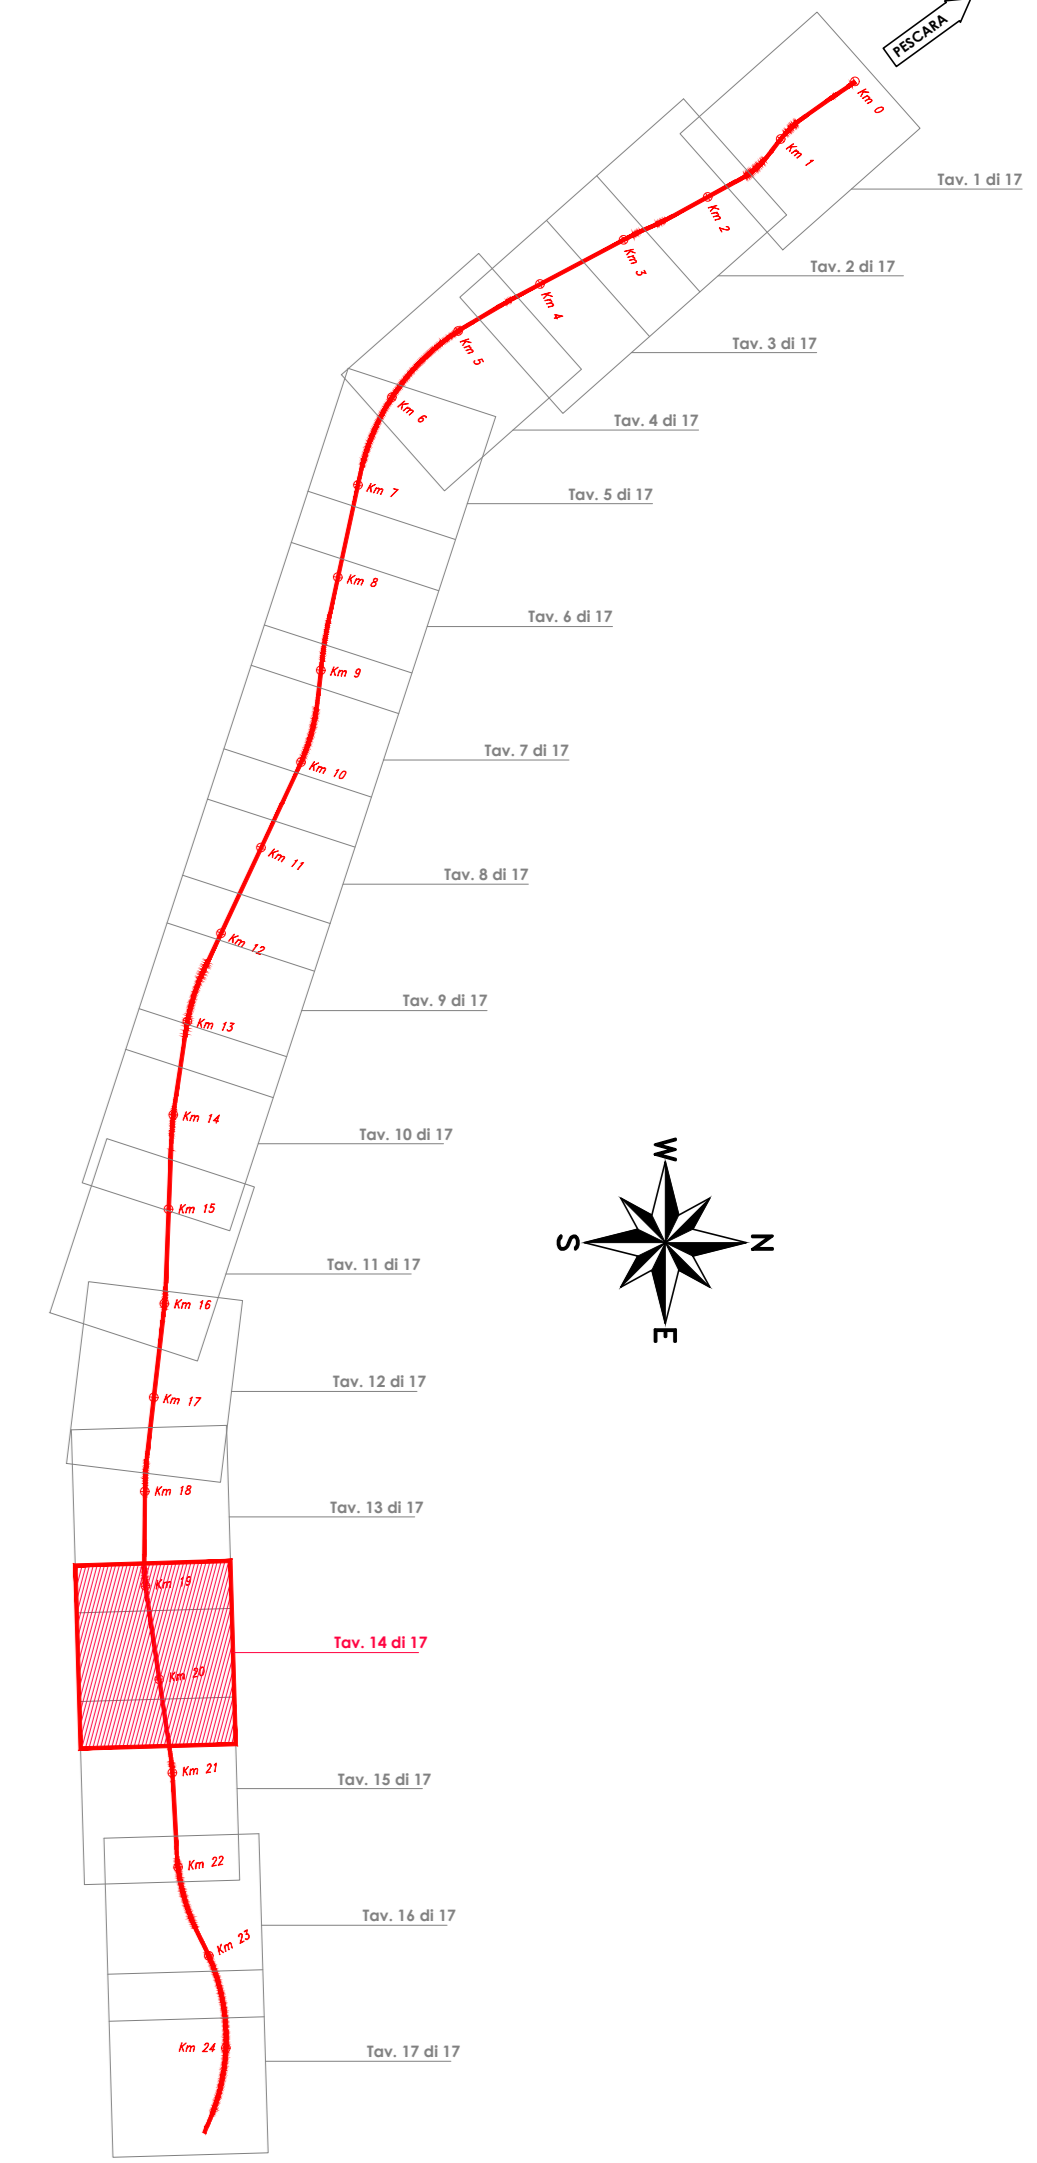 PESCARA
Km 0
Km 1
Tav. 1 di 17
Km 2
Km 3
Tav. 2 di 17
Km 4
Tav. 3 di 17
Km 5
Km 6
Tav. 4 di 17
Km 7
Tav. 5 di 17
Km 8
Tav. 6 di 17
Km 9
Tav. 7 di 17
Km 10
Km 11
Tav. 8 di 17
Km 12
Tav. 9 di 17
Km 13
Km 14
Tav. 10 di 17
W
Km 15
S
N
Tav. 11 di 17
Km 16
E
Tav. 12 di 17
Km 17
Km 18
Tav. 13 di 17
Km 19
Tav. 14 di 17
Km 20
Km 21
Tav. 15 di 17
Km 22
Tav. 16 di 17
Km 23
Km 24
Tav. 17 di 17